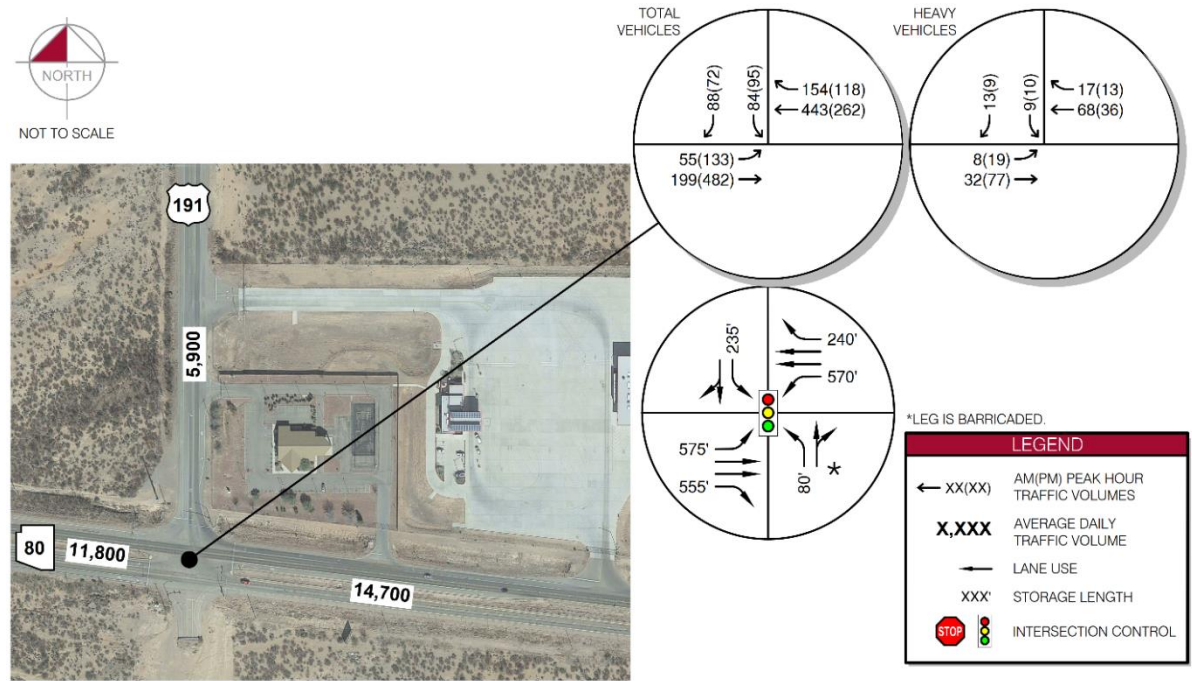 NORTH
NOT TO SCALE
TOTAL
VEHICLES
88(72)
84(95)
154(118)
443(262)
55(133)
199(482)
HEAVY
VEHICLES
13(9)
9(10)
17(13)
68(36)
8(19)
32(77)
191
5,900
80
11,800
14,700
235'
240'
570'
575'
555'
80'
*
*LEG IS BARRICADED.
LEGEND
XX(XX)
AM(PM) PEAK HOUR
TRAFFIC VOLUMES
X,XXX
AVERAGE DAILY
TRAFFIC VOLUME
LANE USE
XXX'
STORAGE LENGTH
STOP
INTERSECTION CONTROL